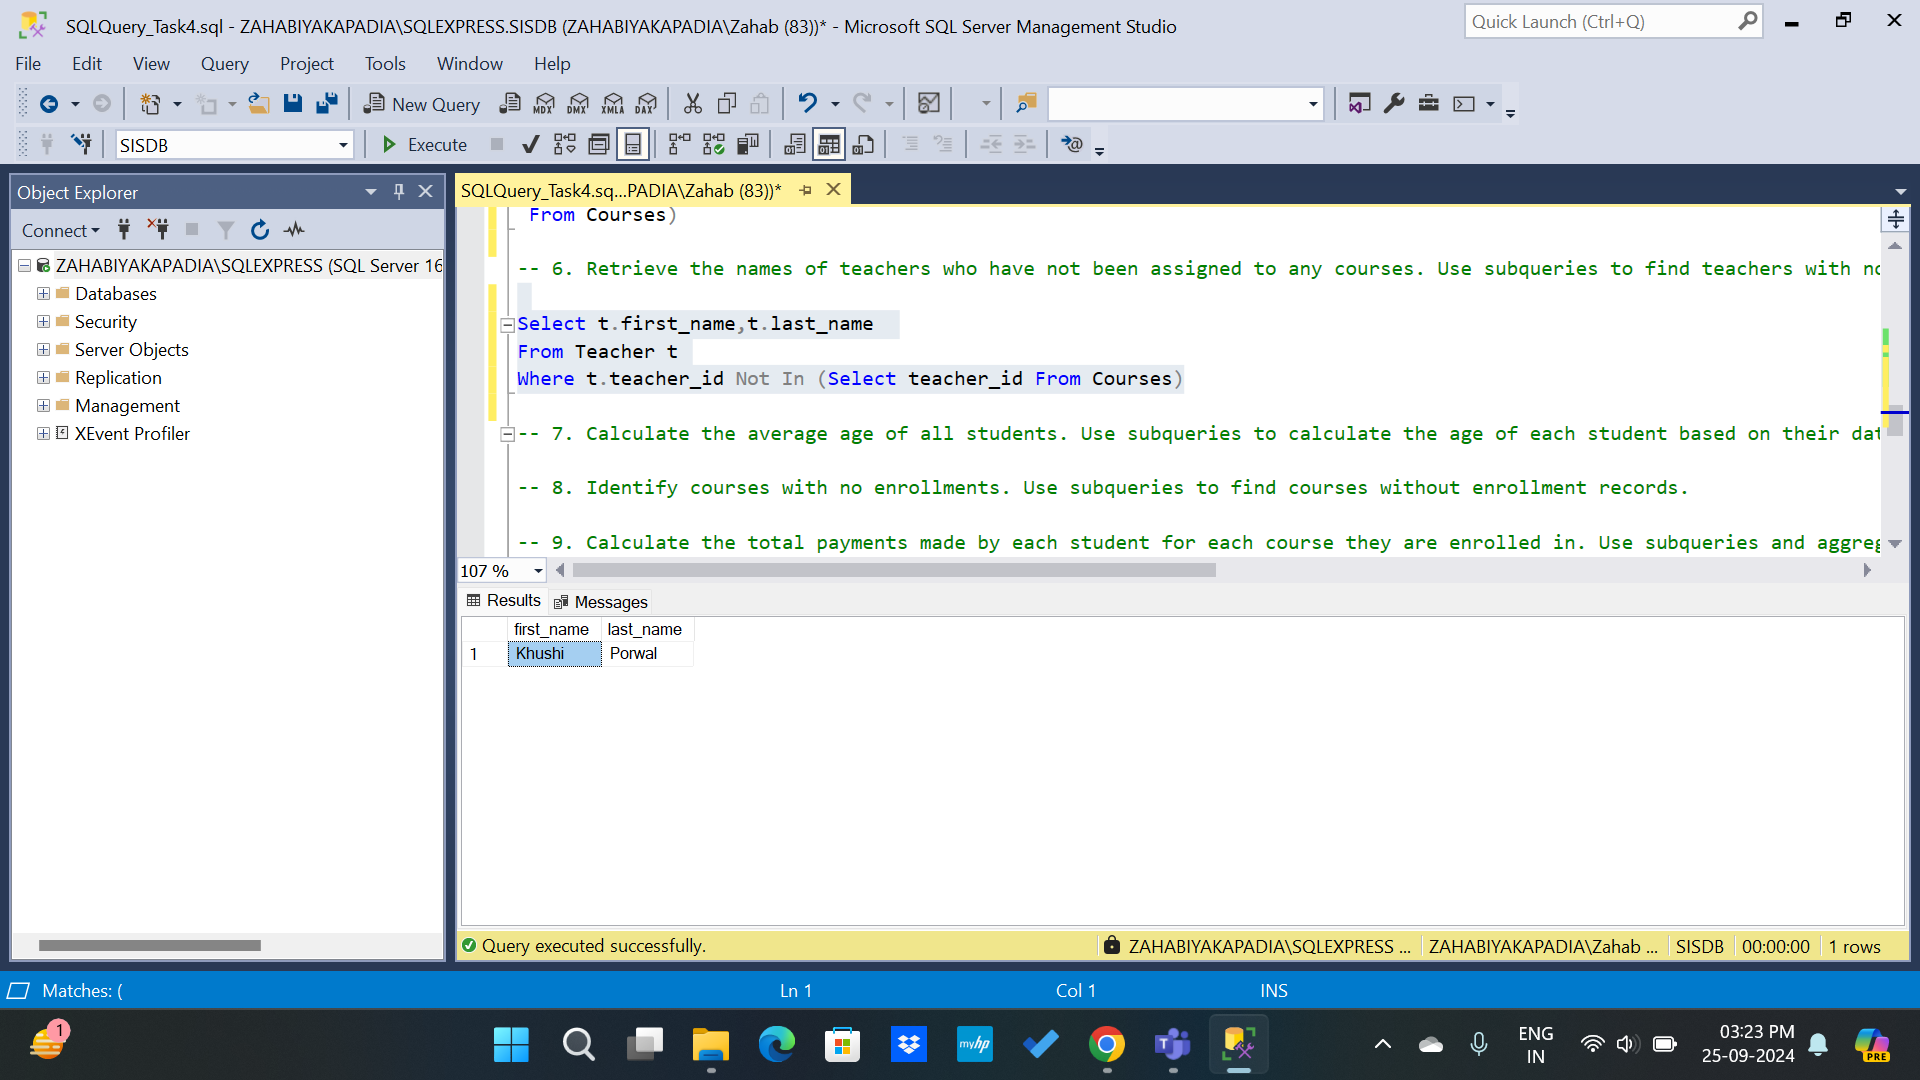 SQLQuery_Task4.sql - ZAHABIYAKAPADIA\SQLEXPRESS.SISDB (ZAHABIYAKAPADIA\Zahab (83))* - Microsoft SQL Server Management Studio
Quick Launch (Ctrl+Q)
File Edit View Query Project Tools Window Help
New Query MDX DMX XMLA DAX
SISDB Execute
Object Explorer
SQLQuery_Task4.sq...PADIA\Zahab (83))*
Connect
ZAHABIYAKAPADIA\SQLEXPRESS (SQL Server 16
Databases
Security
Server Objects
Replication
Management
XEvent Profiler
From Courses)
-- 6. Retrieve the names of teachers who have not been assigned to any courses. Use subqueries to find teachers with no
Select t.first_name,t.last_name
From Teacher t
Where t.teacher_id Not In (Select teacher_id From Courses)
-- 7. Calculate the average age of all students. Use subqueries to calculate the age of each student based on their dat
-- 8. Identify courses with no enrollments. Use subqueries to find courses without enrollment records.
-- 9. Calculate the total payments made by each student for each course they are enrolled in. Use subqueries and aggreg
107 %
Results Messages
first_name last_name
1 Khushi Porwal
Query executed successfully. ZAHABIYAKAPADIA\SQLEXPRESS ... ZAHABIYAKAPADIA\Zahab ... SISDB 00:00:00 1 rows
Matches: ( Ln 1 Col 1 INS
1
myhp
ENG
IN
03:23 PM
25-09-2024
PRE